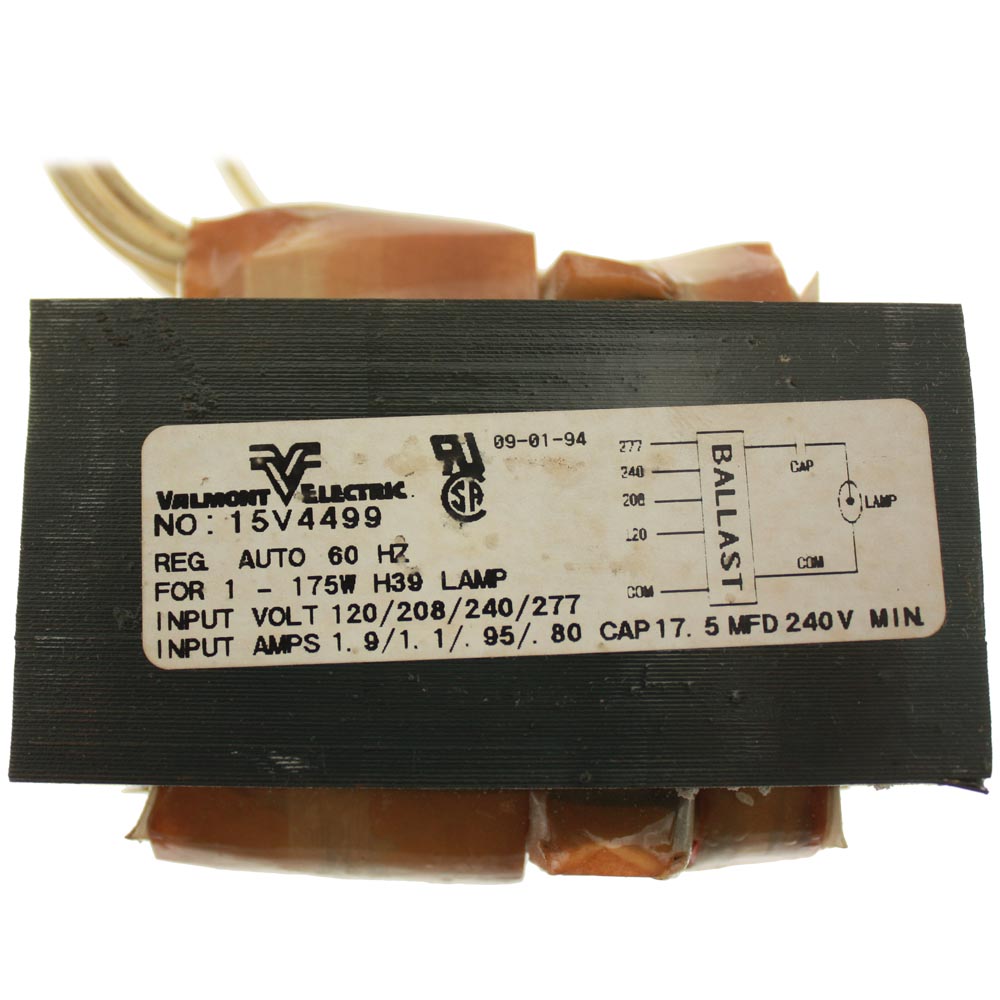 VALMONT ELECTRIC
NO: 15V4499
REG. AUTO 60 HZ
FOR 1 - 175W H39 LAMP
INPUT VOLT 120/208/240/277
INPUT AMPS 1.9/1.1/.95/.80 CAP 17.5 MFD 240V MIN.
RU
SA
09-01-94
277
240
208
120
COM
BALLAST
CAP
LAMP
COM